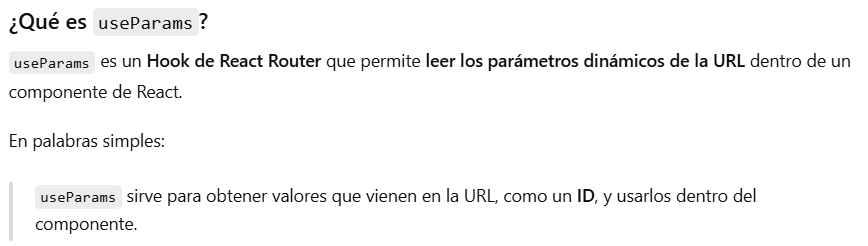 ¿Qué es useParams?
useParams es un Hook de React Router que permite leer los parámetros dinámicos de la URL dentro de un
componente de React.
En palabras simples:
useParams sirve para obtener valores que vienen en la URL, como un ID, y usarlos dentro del
componente.